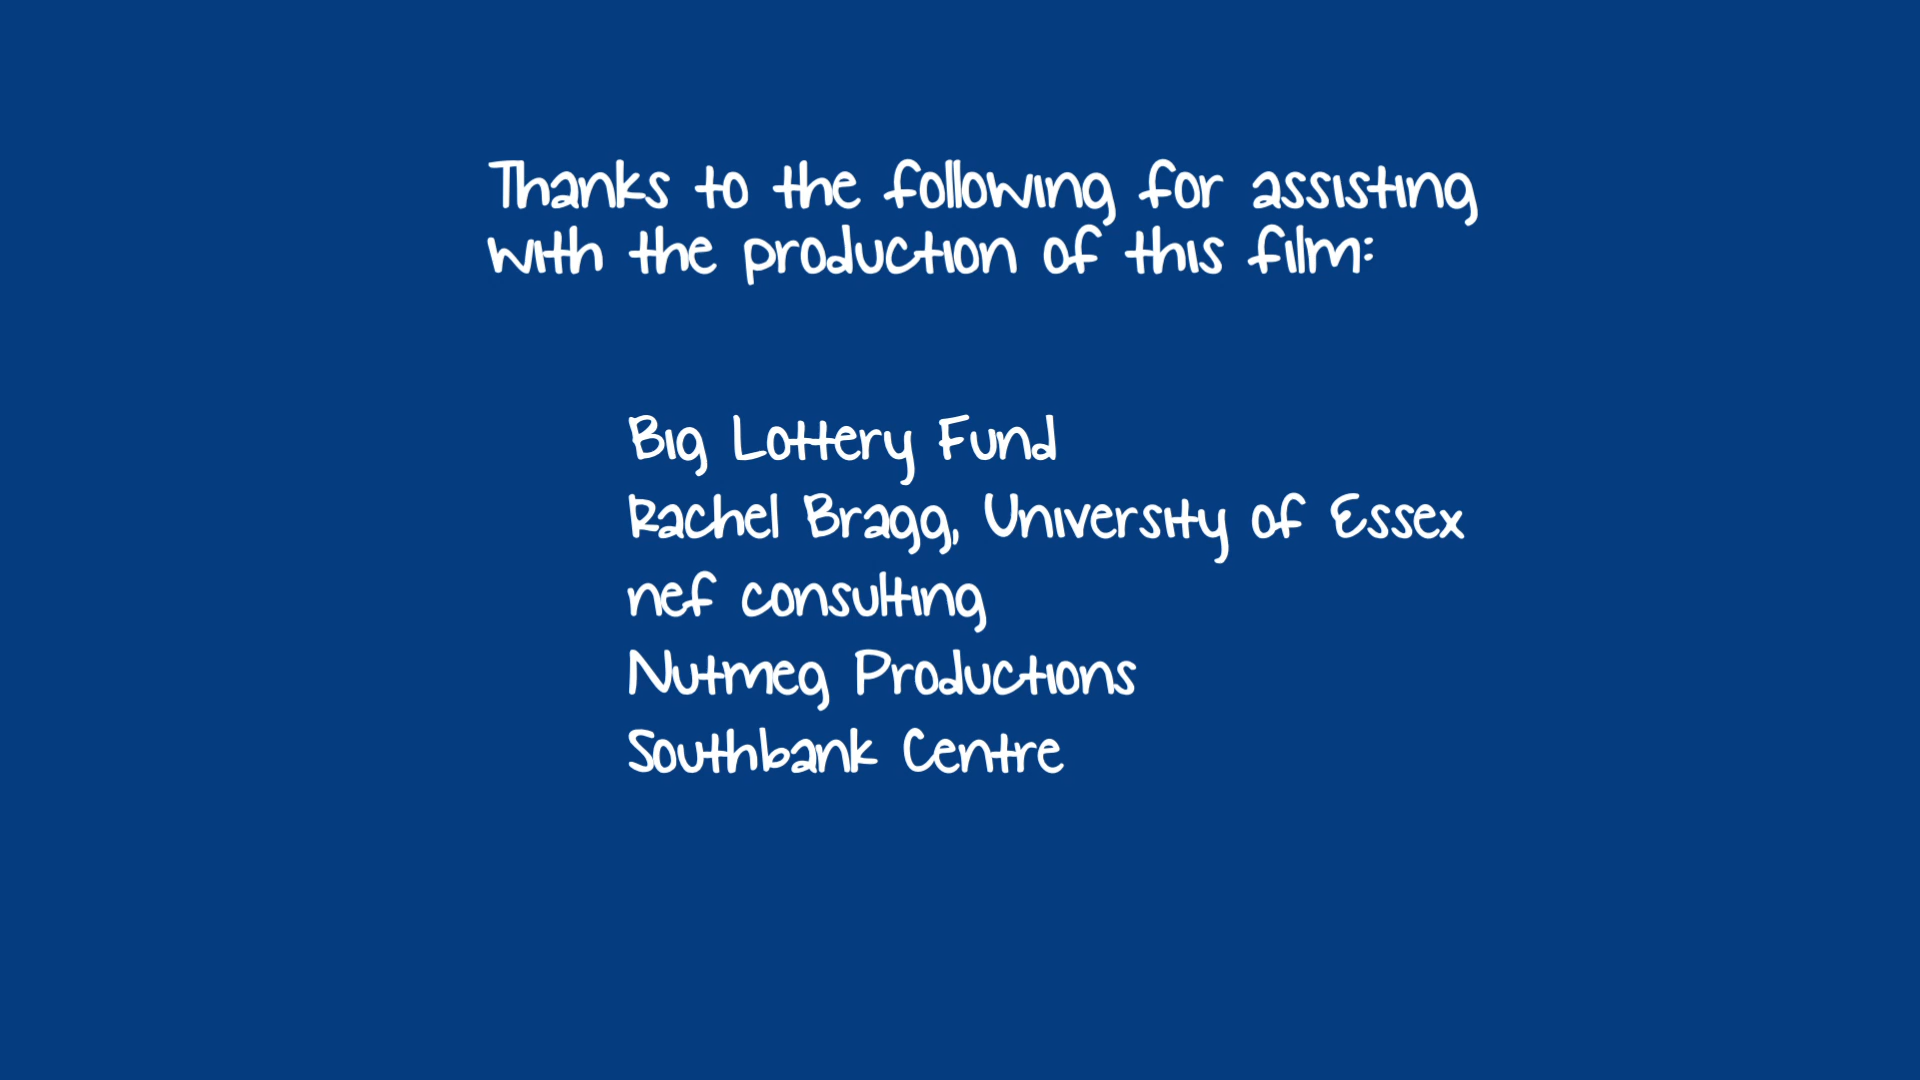 Thanks to the following for assisting
with the production of this film:
Big Lottery Fund
Rachel Bragg, University of Essex
nef consulting
Nutmeg Productions
Southbank Centre